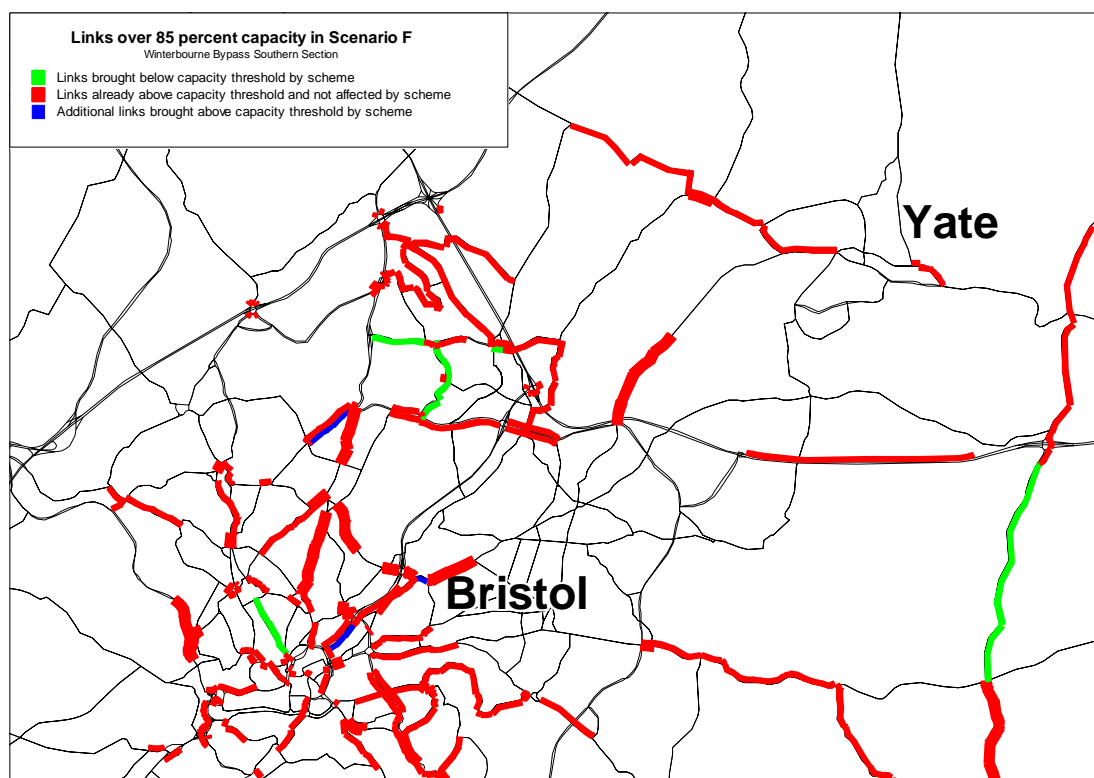 Links over 85 percent capacity in Scenario F
Winterbourne Bypass Southern Section
Links brought below capacity threshold by scheme
Links already above capacity threshold and not affected by scheme
Additional links brought above capacity threshold by scheme
Yate
Bristol